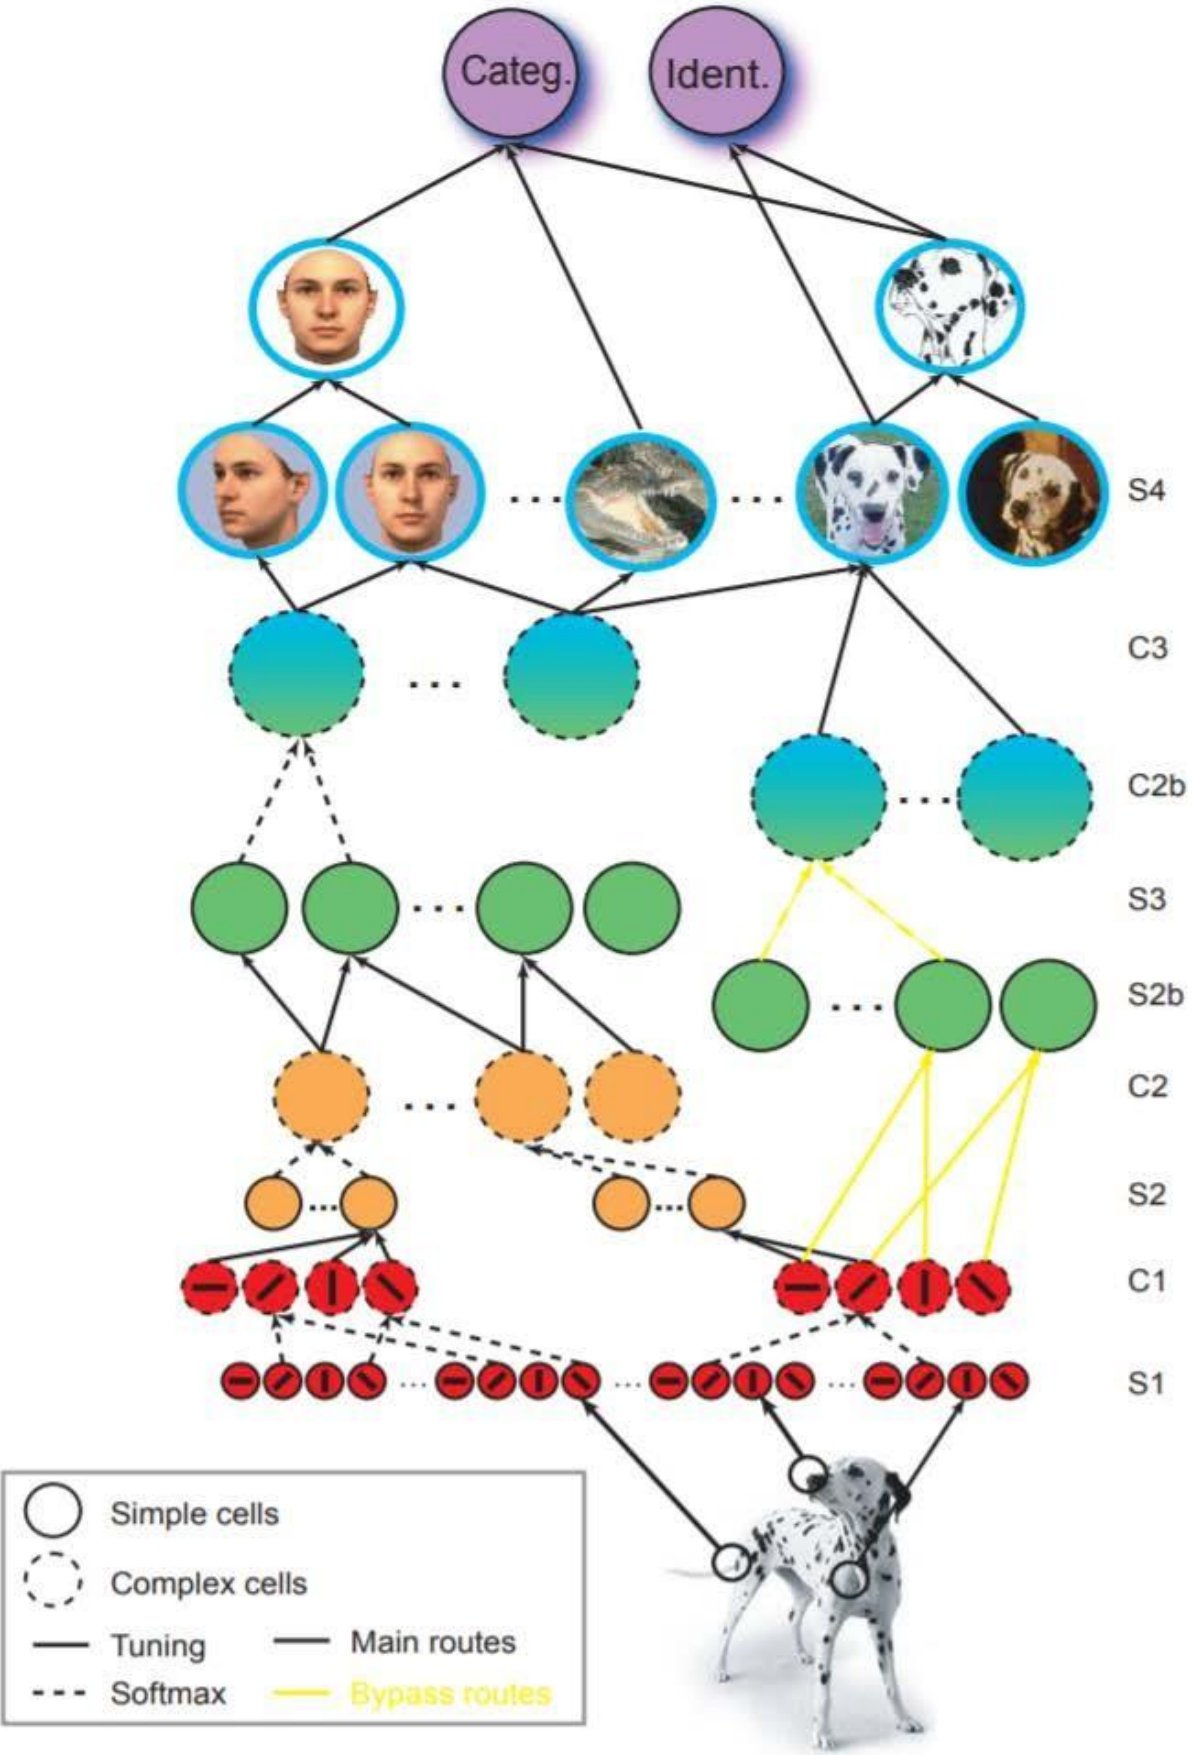 Categ.
Ident.
S4
C3
C2b
S3
S2b
C2
S2
C1
S1
Simple cells
Complex cells
Tuning
Main routes
Softmax
Bypass routes